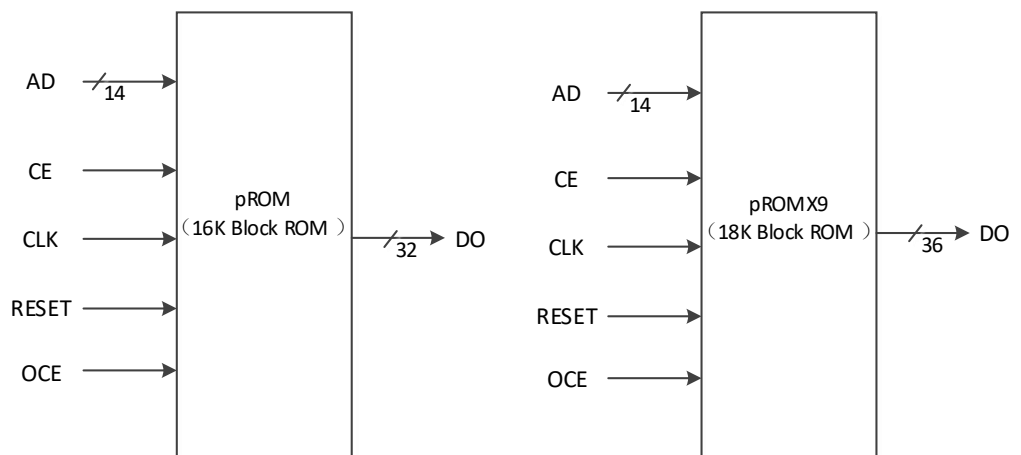 AD
14
CE
CLK
RESET
OCE
pROM
（16K Block ROM ）
32
DO
AD
14
CE
CLK
RESET
OCE
pROMX9
（18K Block ROM ）
36
DO